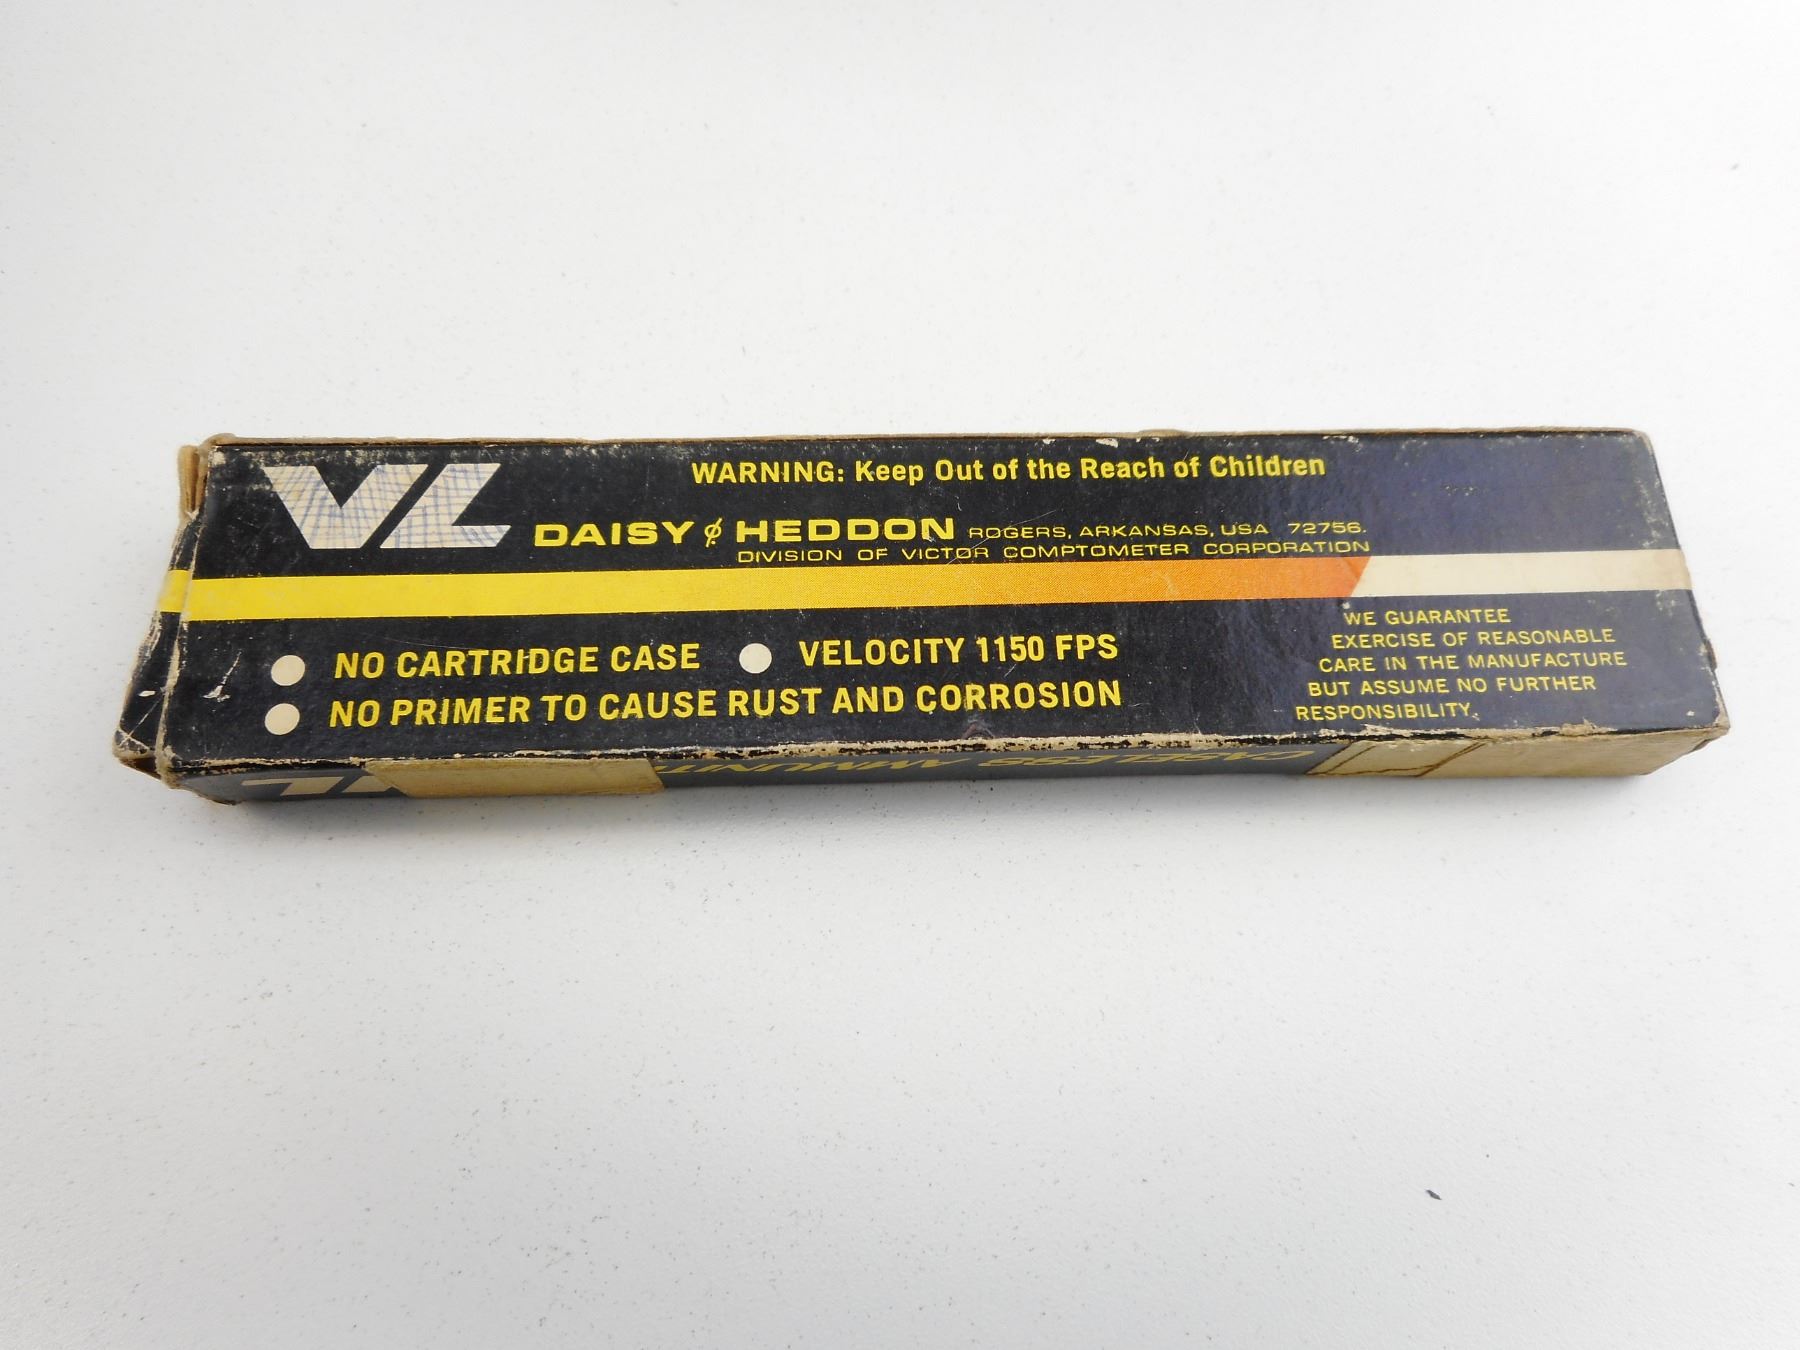 VL
WARNING: Keep Out of the Reach of Children
DAISY & HEDDON ROGERS, ARKANSAS, USA 72756.
DIVISION OF VICTOR COMPTOMETER CORPORATION
NO CARTRIDGE CASE
VELOCITY 1150 FPS
NO PRIMER TO CAUSE RUST AND CORROSION
WE GUARANTEE
EXERCISE OF REASONABLE
CARE IN THE MANUFACTURE
BUT ASSUME NO FURTHER
RESPONSIBILITY.
CASELESS